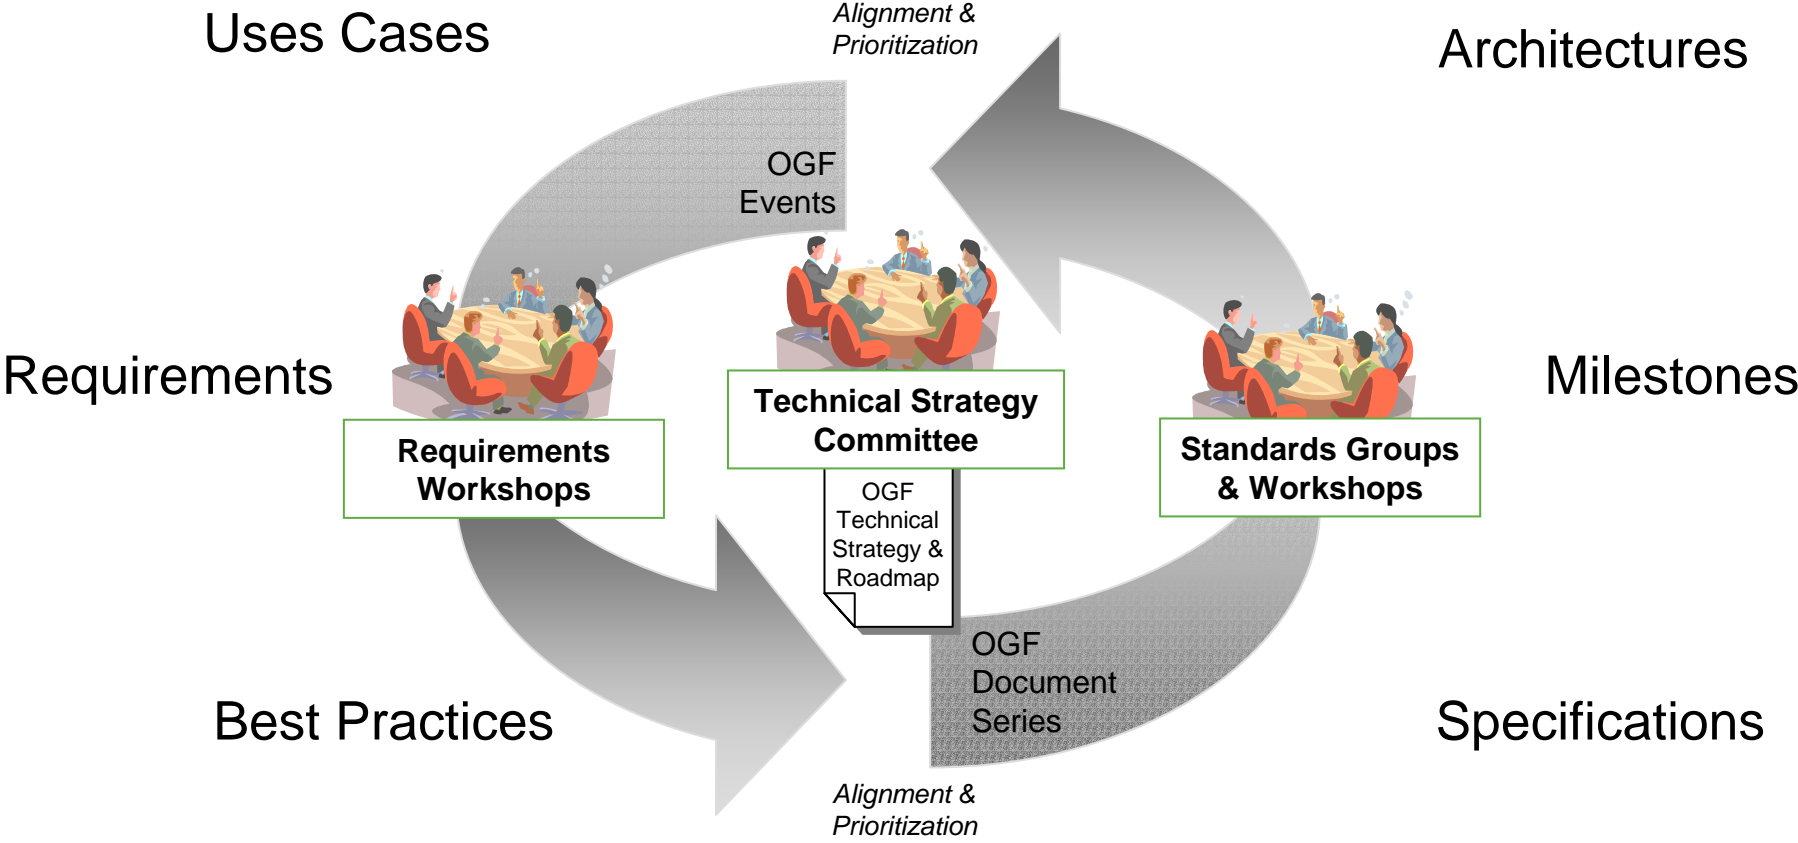 Uses Cases
Alignment &
Prioritization
Architectures
OGF
Events
Requirements
Technical Strategy
Committee
Milestones
Requirements
Workshops
Standards Groups
& Workshops
OGF
Technical
Strategy &
Roadmap
OGF
Document
Series
Best Practices
Specifications
Alignment &
Prioritization